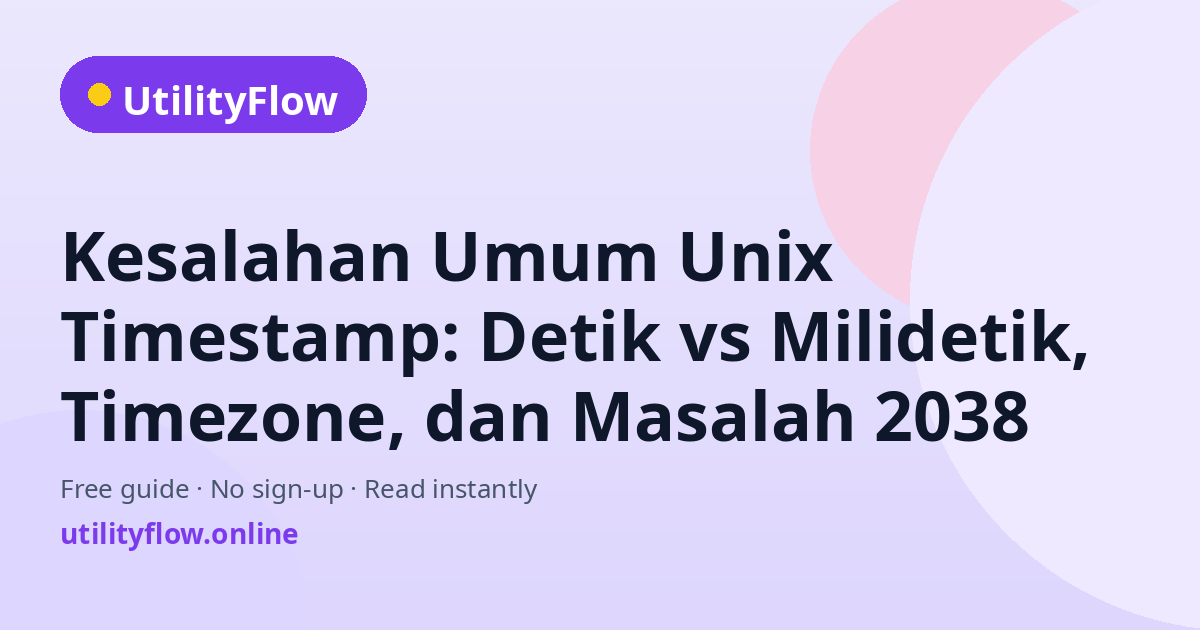 UtilityFlow
Kesalahan Umum Unix
Timestamp: Detik vs Milidetik,
Timezone, dan Masalah 2038
Free guide · No sign-up · Read instantly
utilityflow.online